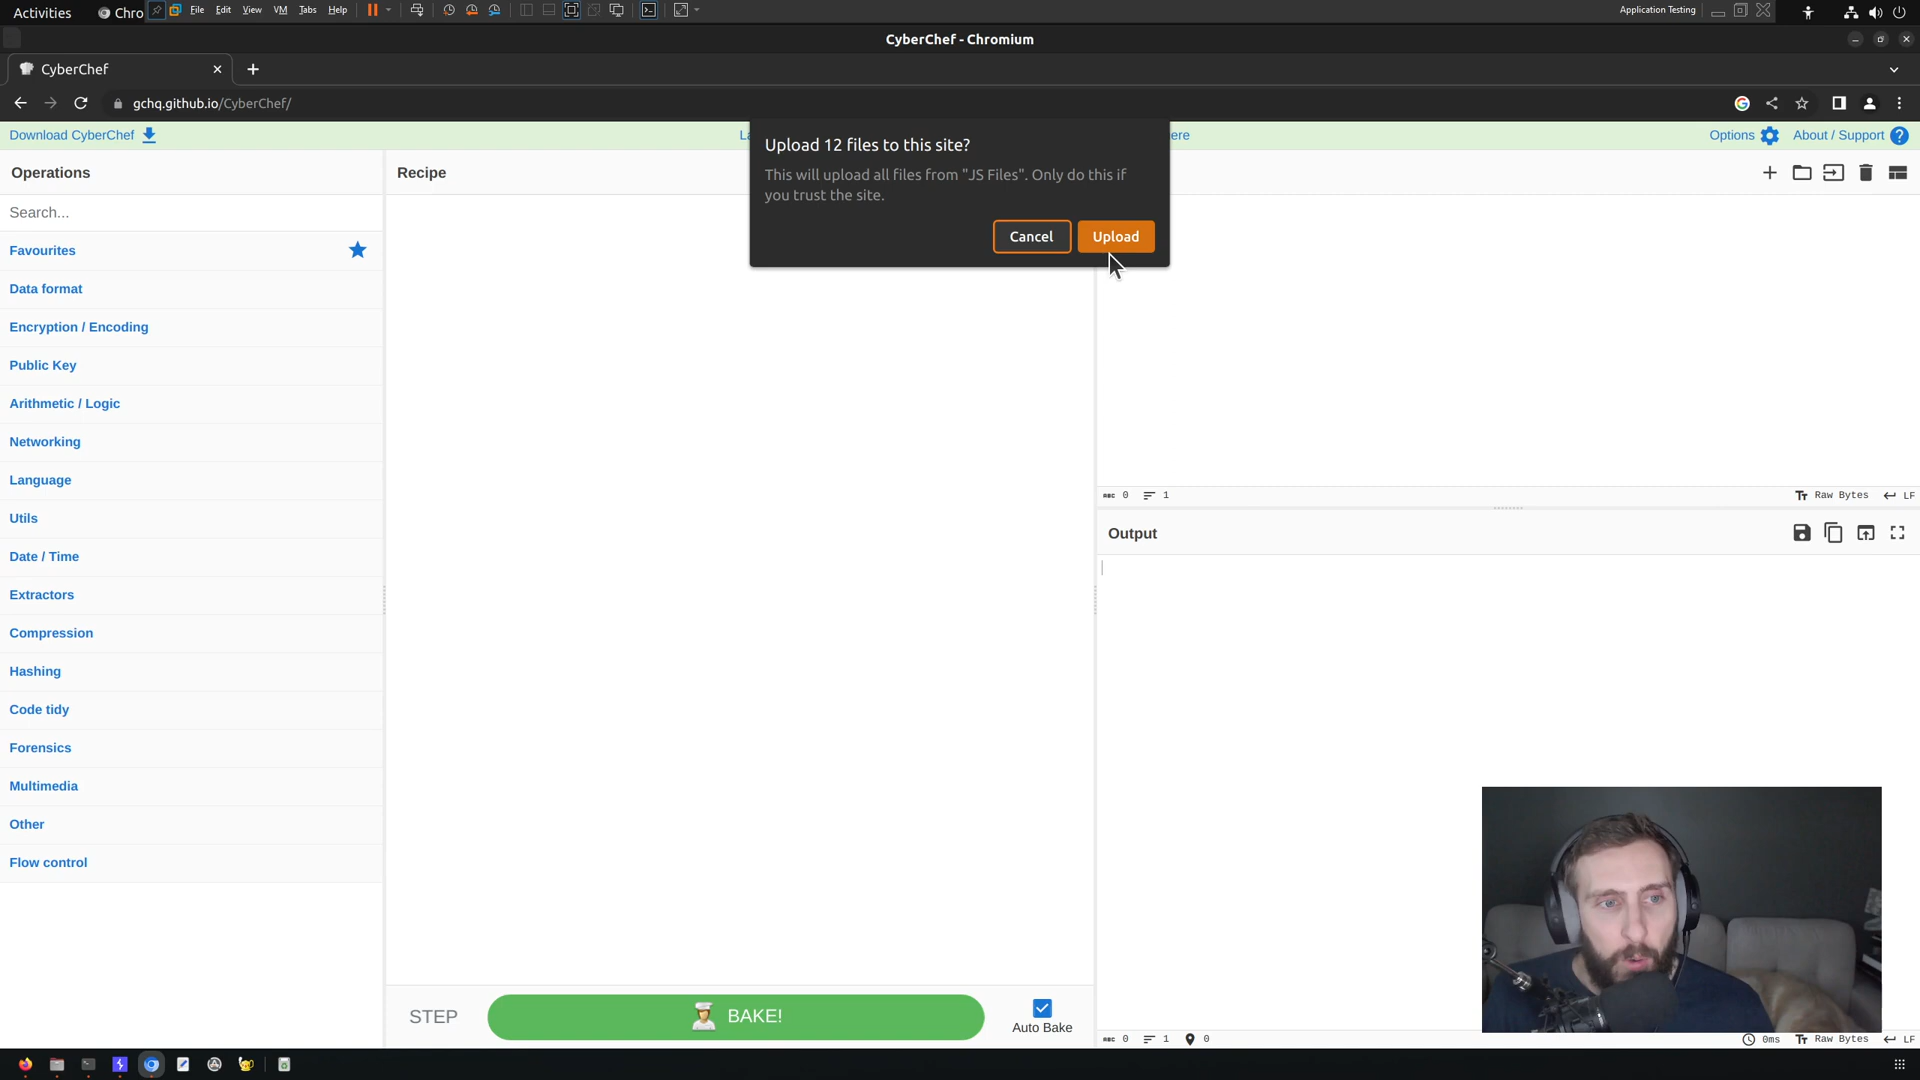 Activities
Chro
File Edit View VM Tabs Help
Application Testing
CyberChef - Chromium
CyberChef
gchq.github.io/CyberChef/
Download CyberChef
La
ere
Options
About / Support
Upload 12 files to this site?
This will upload all files from "JS Files". Only do this if
you trust the site.
Cancel
Upload
Operations
Search...
Favourites
Data format
Encryption / Encoding
Public Key
Arithmetic / Logic
Networking
Language
Utils
Date / Time
Extractors
Compression
Hashing
Code tidy
Forensics
Multimedia
Other
Flow control
Recipe
STEP
BAKE!
Auto Bake
ABC 0 1
Raw Bytes LF
Output
ABC 0 1 0
0ms Raw Bytes LF